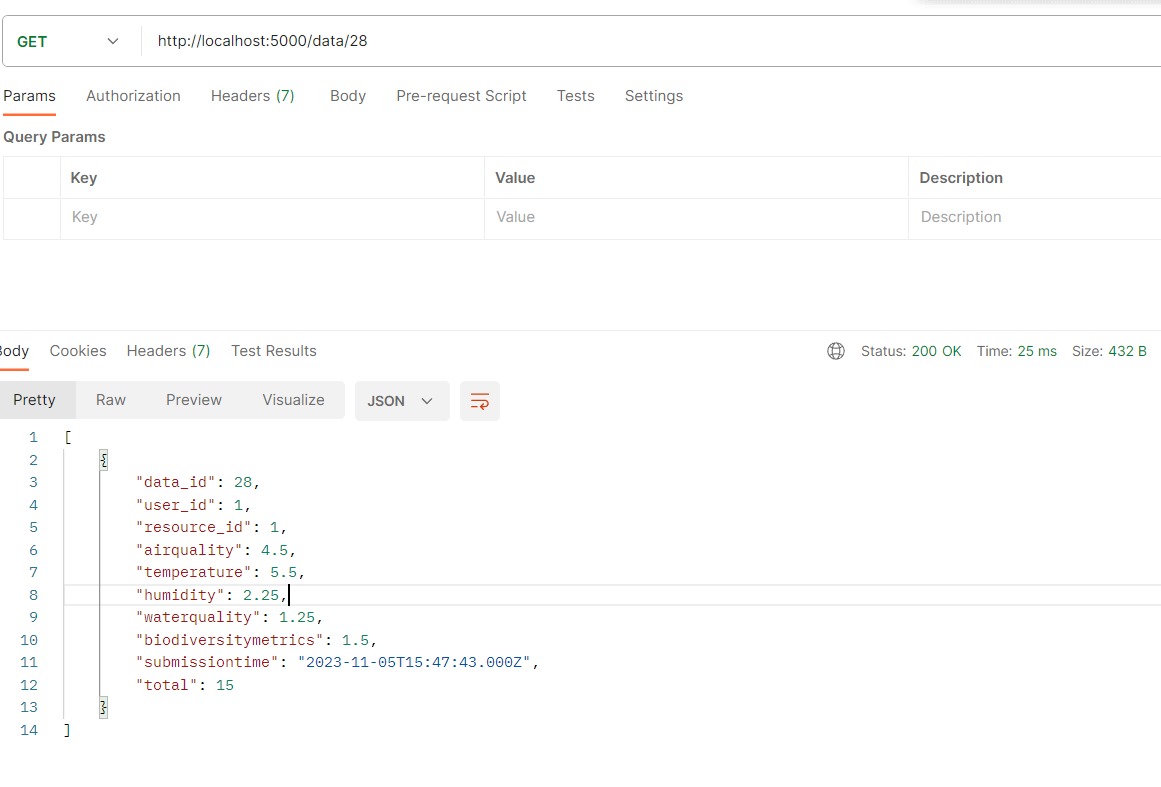 GET http://localhost:5000/data/28
Params Authorization Headers (7) Body Pre-request Script Tests Settings
Query Params
Key Value Description
Key Value Description
Body Cookies Headers (7) Test Results Status: 200 OK Time: 25 ms Size: 432 B
Pretty Raw Preview Visualize JSON
1 [
2 {
3 "data_id": 28,
4 "user_id": 1,
5 "resource_id": 1,
6 "airquality": 4.5,
7 "temperature": 5.5,
8 "humidity": 2.25,
9 "waterquality": 1.25,
10 "biodiversitymetrics": 1.5,
11 "submissiontime": "2023-11-05T15:47:43.000Z",
12 "total": 15
13 }
14 ]